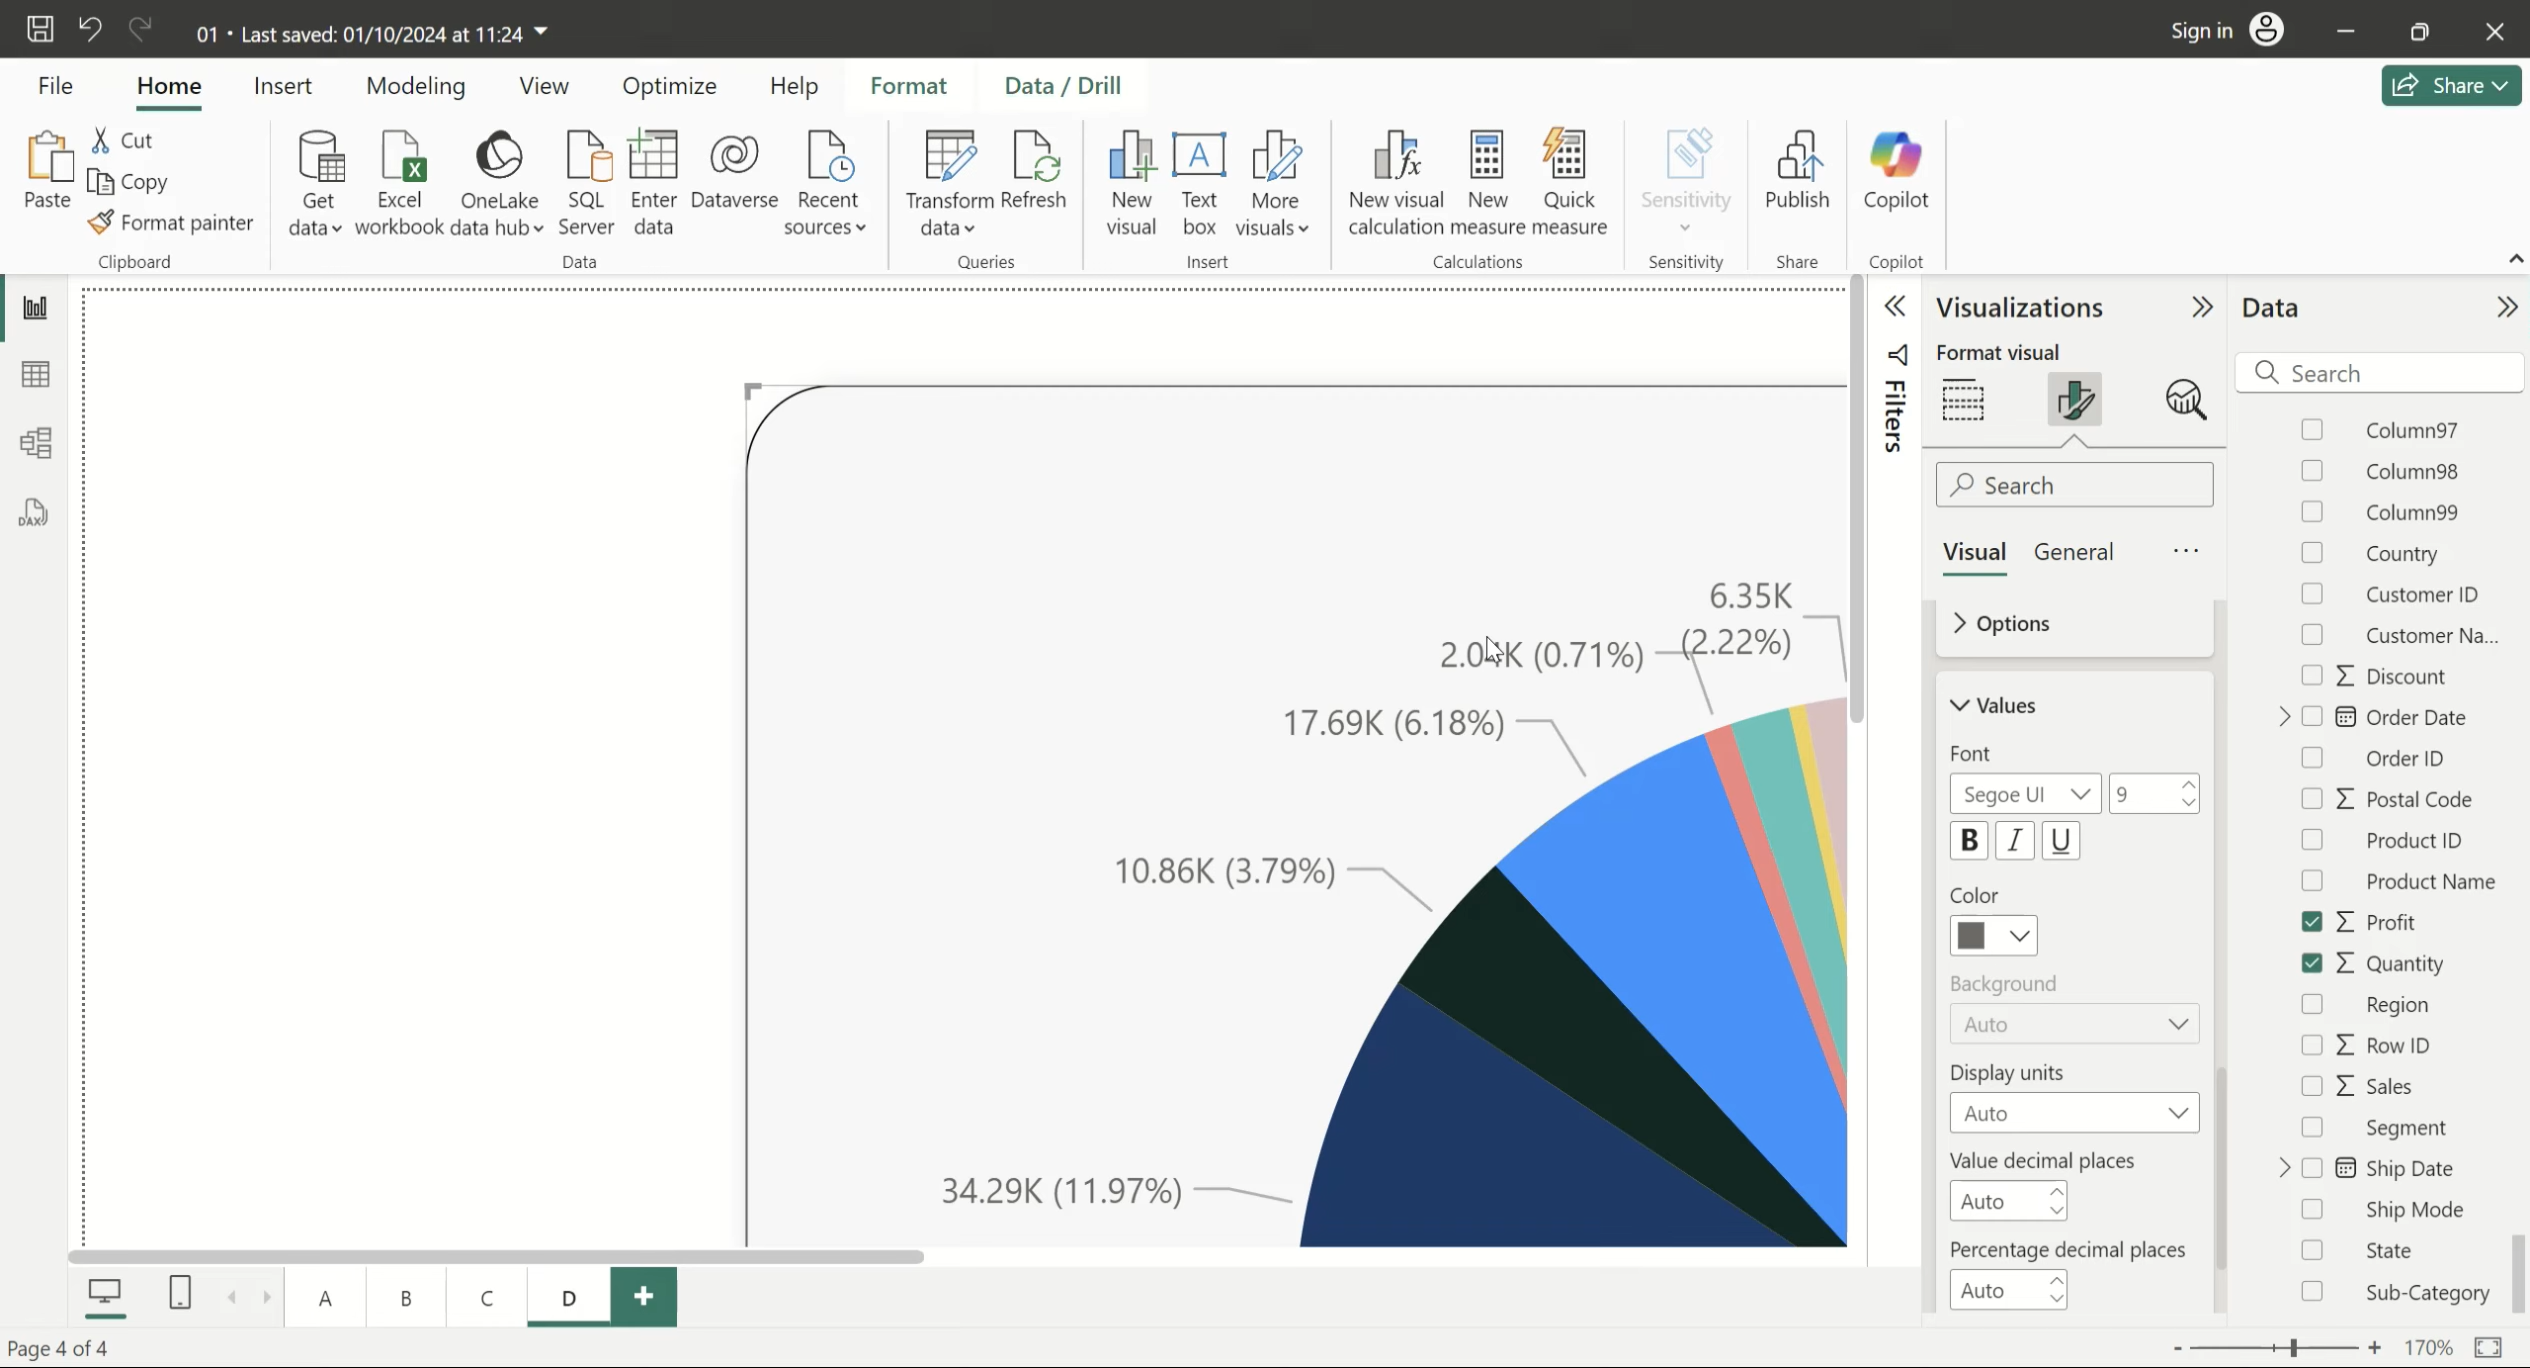 01 • Last saved: 01/10/2024 at 11:24
Sign in
File Home Insert Modeling View Optimize Help Format Data / Drill
Share
Paste
Cut
Copy
Format painter
Clipboard
Get data
Excel workbook
OneLake data hub
SQL Server
Enter data
Dataverse
Recent sources
Data
Transform data
Refresh
Queries
New visual
Text box
More visuals
Insert
New visual calculation
New measure
Quick measure
Calculations
Sensitivity
Sensitivity
Publish
Share
Copilot
Copilot
DAX
6.35K
(2.22%)
(0.71%)
17.69K (6.18%)
10.86K (3.79%)
34.29K (11.97%)
Filters
Visualizations
Format visual
Search
Visual General ...
Options
Values
Font
Segoe UI 9
B I U
Color
Background
Auto
Display units
Auto
Value decimal places
Auto
Percentage decimal places
Auto
Data
Search
Column97
Column98
Column99
Country
Customer ID
Customer Na...
Discount
Order Date
Order ID
Postal Code
Product ID
Product Name
Profit
Quantity
Region
Row ID
Sales
Segment
Ship Date
Ship Mode
State
Sub-Category
A B C D +
Page 4 of 4
- + 170%